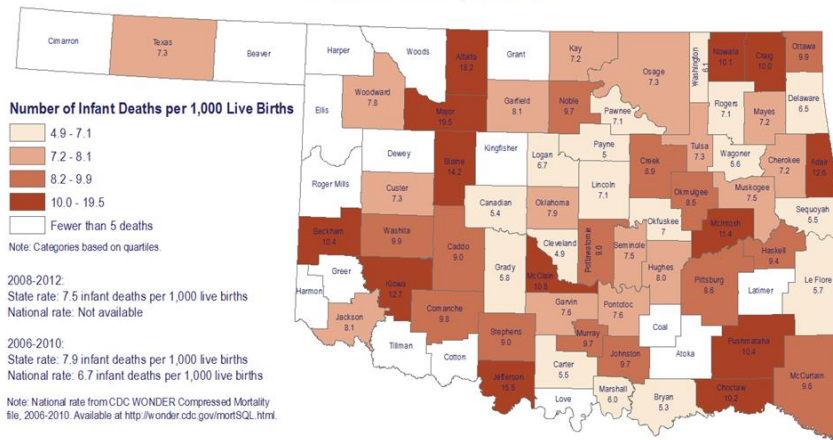 Cimarron
Texas
7.3
Beaver
Harper
Woods
Alfalfa
Grant
Kay
7.2
Osage
7.3
Washington
6.1
Nowata
10.1
Craig
10.0
Ottawa
9.9
Ellis
Woodward
7.8
Major
19.5
Garfield
8.1
Noble
9.7
Pawnee
7.1
Rogers
7.1
Mayes
7.2
Delaware
6.5
Number of Infant Deaths per 1,000 Live Births
4.9 - 7.1
7.2 - 8.1
8.2 - 9.9
10.0 - 19.5
Fewer than 5 deaths
Note: Categories based on quartiles.
Dewey
Blaine
14.2
Kingfisher
Logan
6.7
Payne
5
Creek
8.9
Tulsa
7.3
Wagoner
5.6
Cherokee
7.2
Adair
12.6
Roger Mills
Custer
7.3
Canadian
5.4
Oklahoma
7.9
Lincoln
7.1
Okmulgee
8.5
Muskogee
7.5
Sequoyah
5.5
Beckham
10.4
Washita
9.9
Caddo
9.0
Grady
5.8
Cleveland
4.9
McClain
Pottawatomie
9.0
Seminole
7.5
Okfuskee
7
McIntosh
11.4
Haskell
9.4
Greer
Harmon
Kiowa
12.7
Hughes
8.0
Pittsburg
Latimer
Le Flore
5.7
Jackson
8.1
Comanche
9.8
Tillman
Cotton
Stephens
9.0
Garvin
7.6
Pontotoc
7.6
Murray
9.7
Coal
Johnston
9.7
Atoka
Pushmataha
10.4
McCurtain
9.6
Jefferson
15.5
Carter
5.5
Love
Marshall
6.0
Bryan
5.3
Choctaw
10.2
2008-2012:
State rate: 7.5 infant deaths per 1,000 live births
National rate: Not available
2006-2010:
State rate: 7.9 infant deaths per 1,000 live births
National rate: 6.7 infant deaths per 1,000 live births
Note: National rate from CDC WONDER Compressed Mortality
file, 2006-2010. Available at http://wonder.cdc.gov/mortSQL.html.